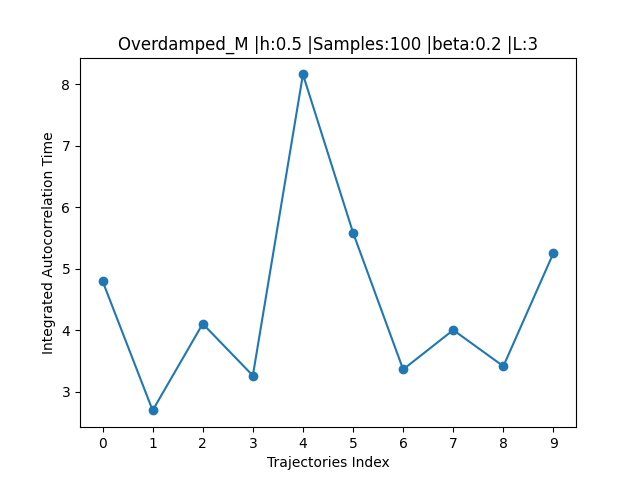 Overdamped_M |h:0.5 |Samples:100 |beta:0.2 |L:3
Integrated Autocorrelation Time
8
7
6
5
4
3
0 1 2 3 4 5 6 7 8 9
Trajectories Index